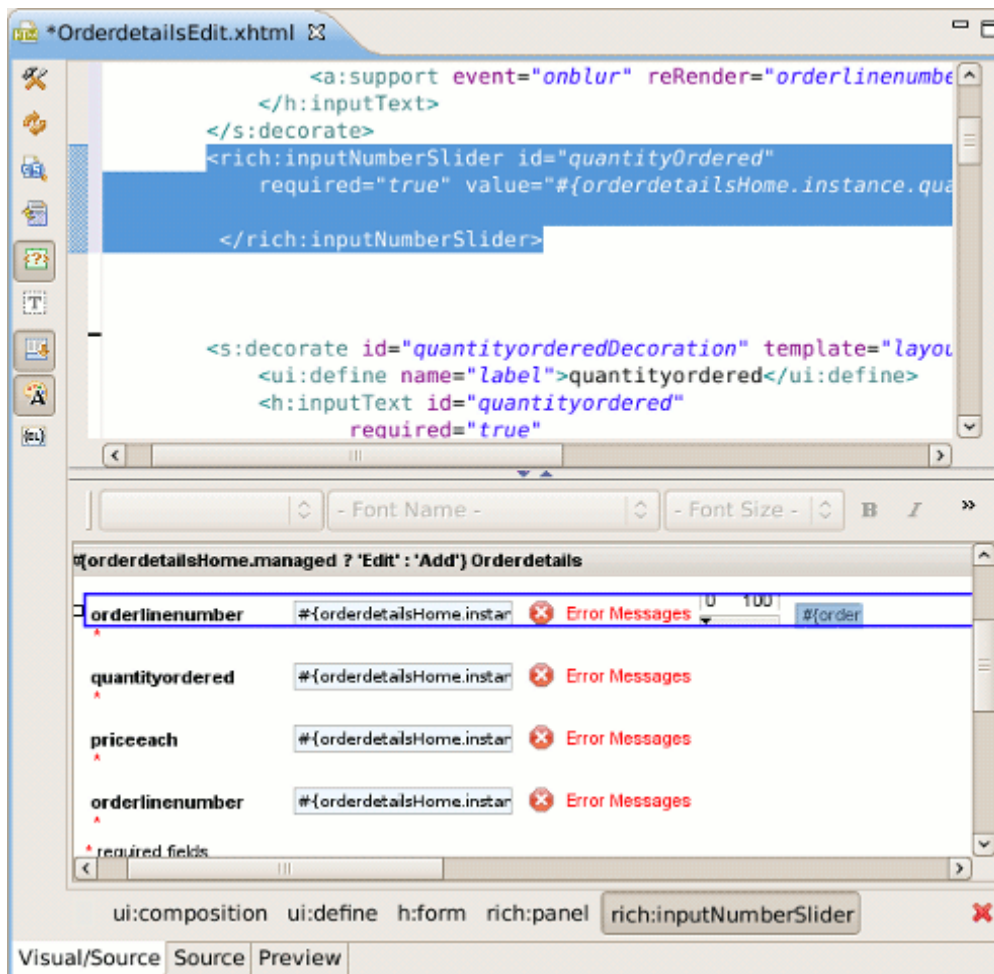 *OrderdetailsEdit.xhtml
<a:support event="onblur" reRender="orderlinenumbe
</h:inputText>
</s:decorate>
<rich:inputNumberSlider id="quantityOrdered"
required="true" value="#{orderdetailsHome.instance.qua
</rich:inputNumberSlider>
<s:decorate id="quantityorderedDecoration" template="layou
<ui:define name="label">quantityordered</ui:define>
<h:inputText id="quantityordered"
required="true"
- Font Name - - Font Size - B I »
#{orderdetailsHome.managed ? 'Edit' : 'Add'} Orderdetails
orderlinenumber #{orderdetailsHome.instar Error Messages 0 100 #{order
*
quantityordered #{orderdetailsHome.instar Error Messages
*
priceeach #{orderdetailsHome.instar Error Messages
*
orderlinenumber #{orderdetailsHome.instar Error Messages
*
* required fields
ui:composition ui:define h:form rich:panel rich:inputNumberSlider
Visual/Source Source Preview